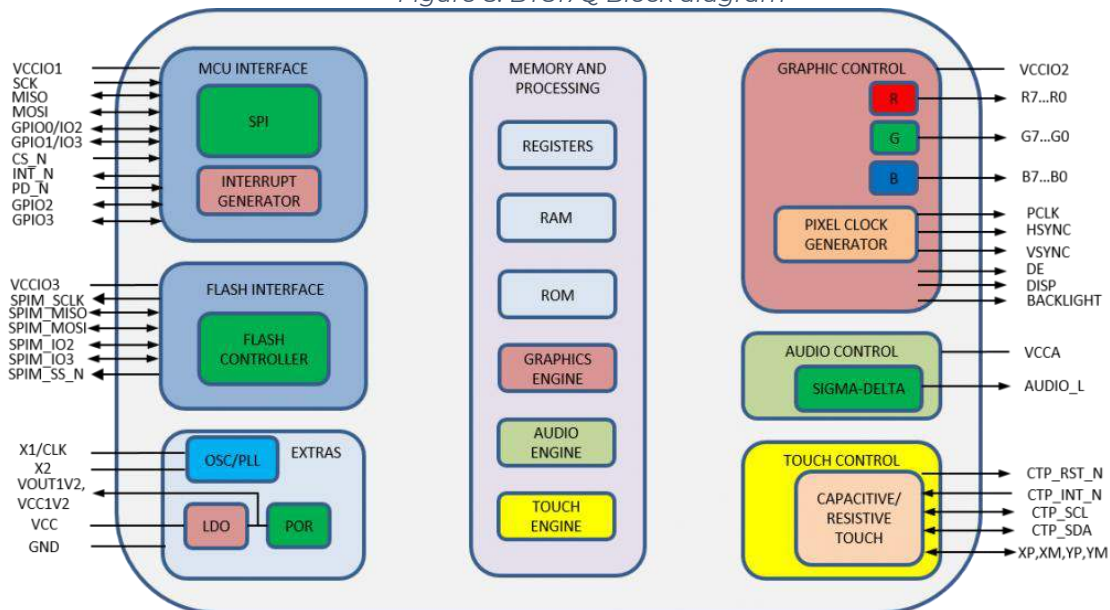 VCCIO1
SCK
MISO
MOSI
GPIO0/IO2
GPIO1/IO3
CS_N
INT_N
PD_N
GPIO2
GPIO3
MCU INTERFACE
SPI
INTERRUPT
GENERATOR
VCCIO3
SPIM_SCLK
SPIM_MISO
SPIM_MOSI
SPIM_IO2
SPIM_IO3
SPIM_SS_N
FLASH INTERFACE
FLASH
CONTROLLER
X1/CLK
X2
VOUT1V2,
VCC1V2
VCC
GND
OSC/PLL
EXTRAS
LDO
POR
MEMORY AND
PROCESSING
REGISTERS
RAM
ROM
GRAPHICS
ENGINE
AUDIO
ENGINE
TOUCH
ENGINE
GRAPHIC CONTROL
R
G
B
PIXEL CLOCK
GENERATOR
VCCIO2
R7...R0
G7...G0
B7...B0
PCLK
HSYNC
VSYNC
DE
DISP
BACKLIGHT
AUDIO CONTROL
SIGMA-DELTA
VCCA
AUDIO_L
TOUCH CONTROL
CAPACITIVE/
RESISTIVE
TOUCH
CTP_RST_N
CTP_INT_N
CTP_SCL
CTP_SDA
XP,XM,YP,YM